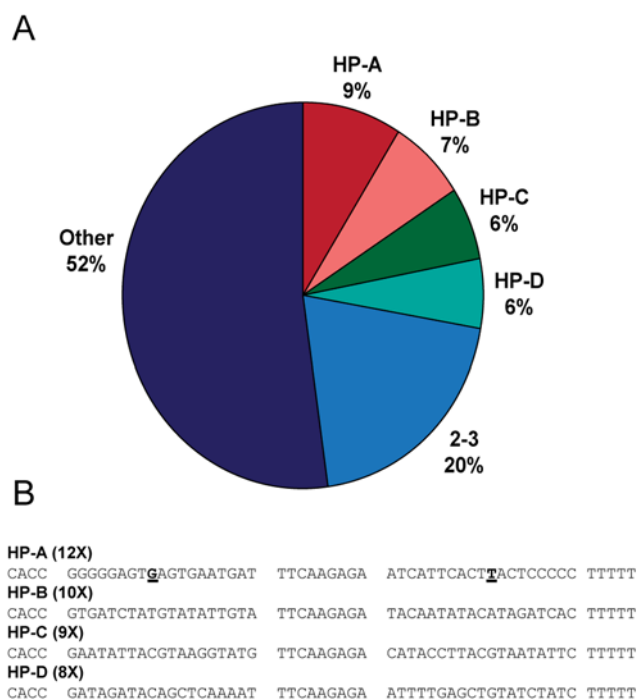 A
HP-A
9%
HP-B
7%
HP-C
6%
HP-D
6%
Other
52%
2-3
20%
B
HP-A (12X)
CACC GGGGGAGTGAGTGAATGAT TTCAAGAGA ATCATTCACTTACTCCCCC TTTTT
HP-B (10X)
CACC GTGATCTATGTATATTGTA TTCAAGAGA TACAATATACATAGATCAC TTTTT
HP-C (9X)
CACC GAATATTACGTAAGGTATG TTCAAGAGA CATACCTTACGTAATATTC TTTTT
HP-D (8X)
CACC GATAGATACAGCTCAAAAT TTCAAGAGA ATTTTGAGCTGTATCTATC TTTTT